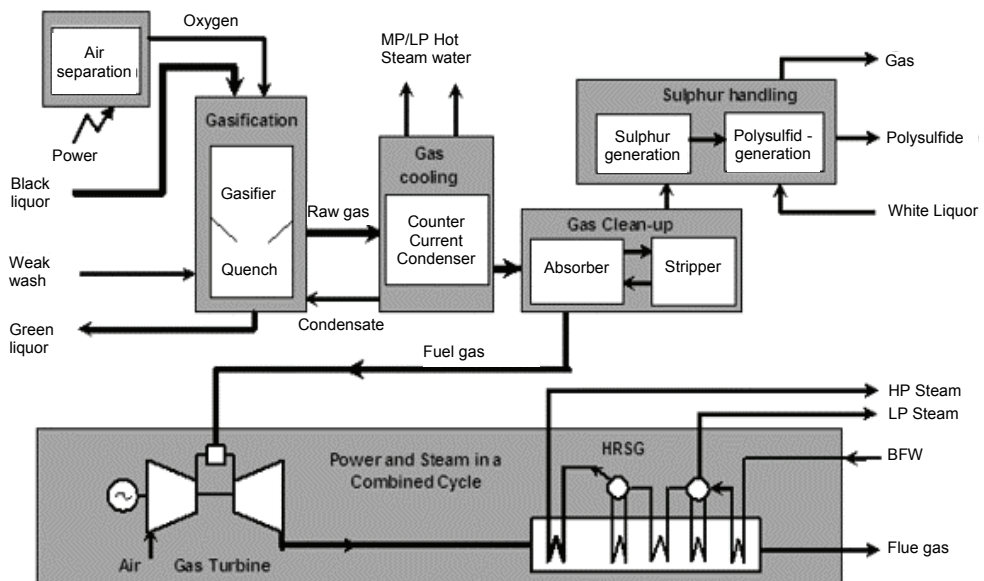 Oxygen
Air
separation
Power
Black
liquor
Weak
wash
Green
liquor
Gasification
Gasifier
Quench
Raw gas
Condensate
MP/LP Hot
Steam water
Gas
cooling
Counter
Current
Condenser
Sulphur handling
Sulphur
generation
Polysulfid -
generation
Gas
Polysulfide
White Liquor
Gas Clean-up
Absorber
Stripper
Fuel gas
HP Steam
LP Steam
BFW
Flue gas
Power and Steam in a
Combined Cycle
HRSG
Air
Gas Turbine